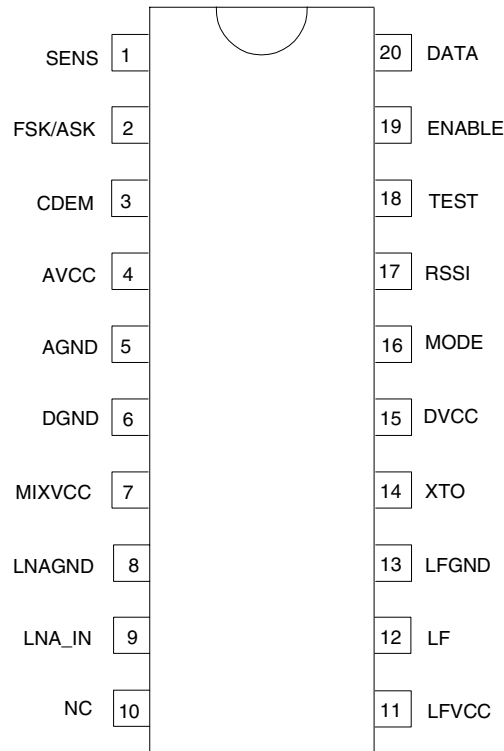 SENS 1 20 DATA
FSK/ASK 2 19 ENABLE
CDEM 3 18 TEST
AVCC 4 17 RSSI
AGND 5 16 MODE
DGND 6 15 DVCC
MIXVCC 7 14 XTO
LNAGND 8 13 LFGND
LNA_IN 9 12 LF
NC 10 11 LFVCC